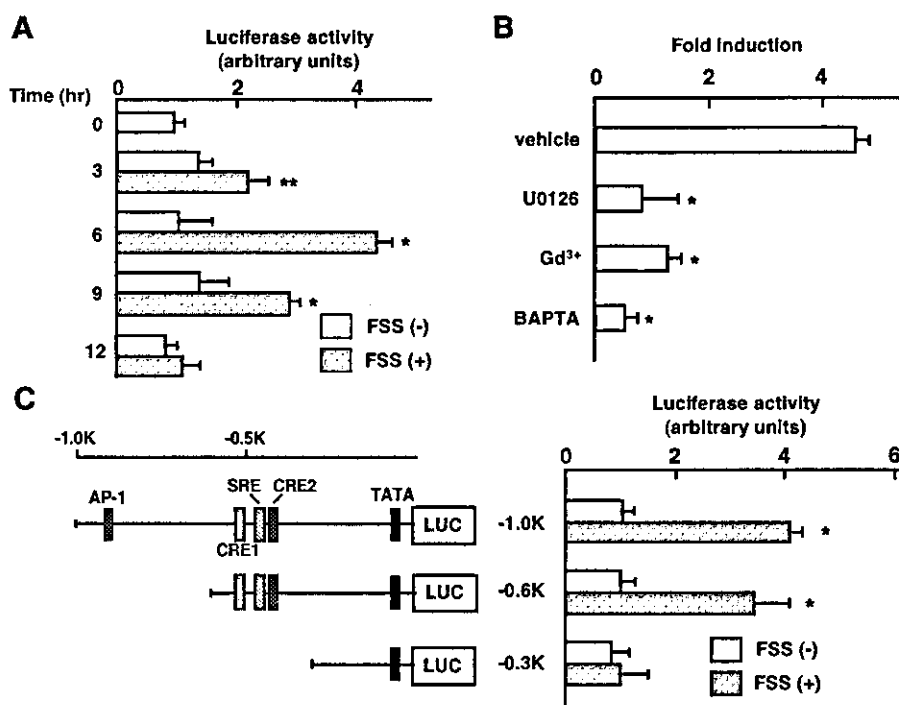 A
Luciferase activity
(arbitrary units)
Time (hr)
0 2 4
0
3
**
6
*
9
*
12
FSS (-)
FSS (+)
B
Fold induction
0 2 4
vehicle
U0126 *
Gd3+ *
BAPTA *
C
-1.0K -0.5K
AP-1 SRE CRE2 TATA
CRE1
LUC
LUC
LUC
Luciferase activity
(arbitrary units)
0 2 4 6
-1.0K *
-0.6K *
-0.3K
FSS (-)
FSS (+)